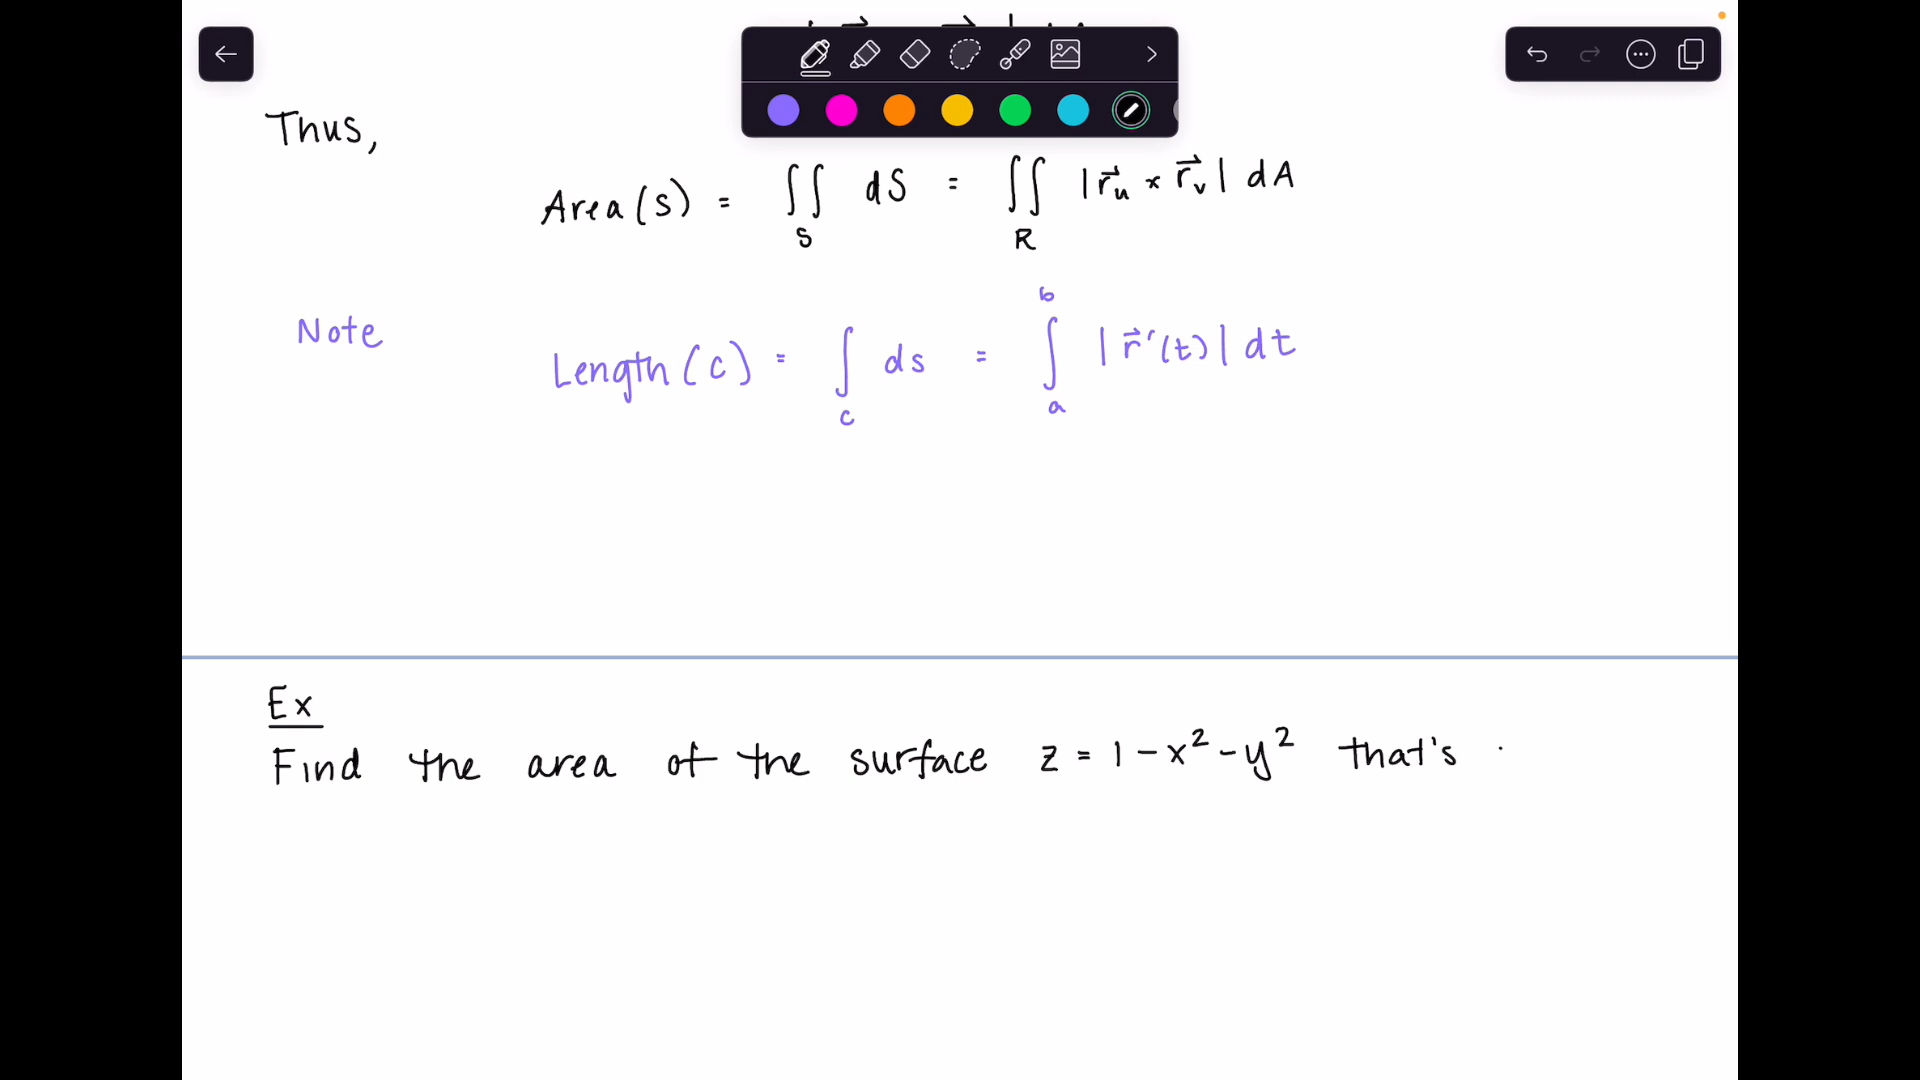 Thus,
Area(S) = ∬_S dS = ∬_R |r⃗_u × r⃗_v| dA
Note
Length(C) = ∫_C ds = ∫_a^b |r⃗'(t)| dt
Ex
Find the area of the surface z = 1 - x² - y² that's